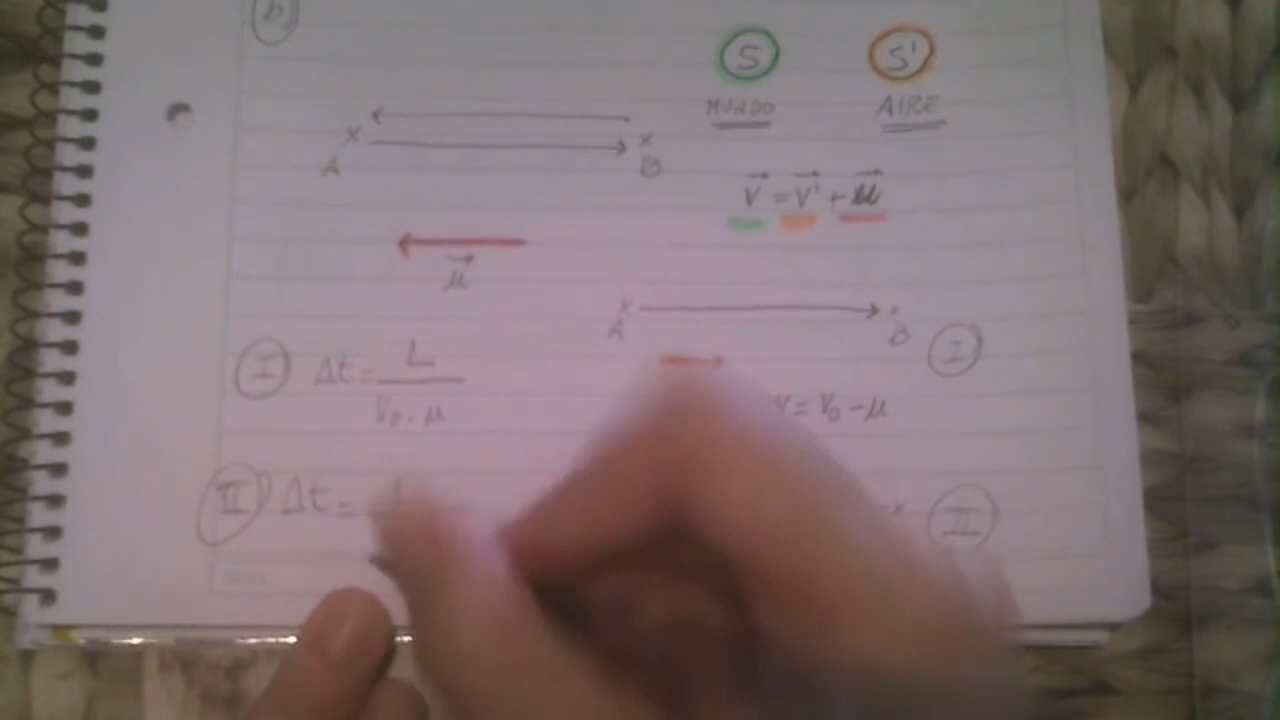 b
S S'
MUNDO AIRE
A B
v = v' + u
μ
A B
I Δt = L / V₀ - μ I
V = V₀ - μ
II Δt = II